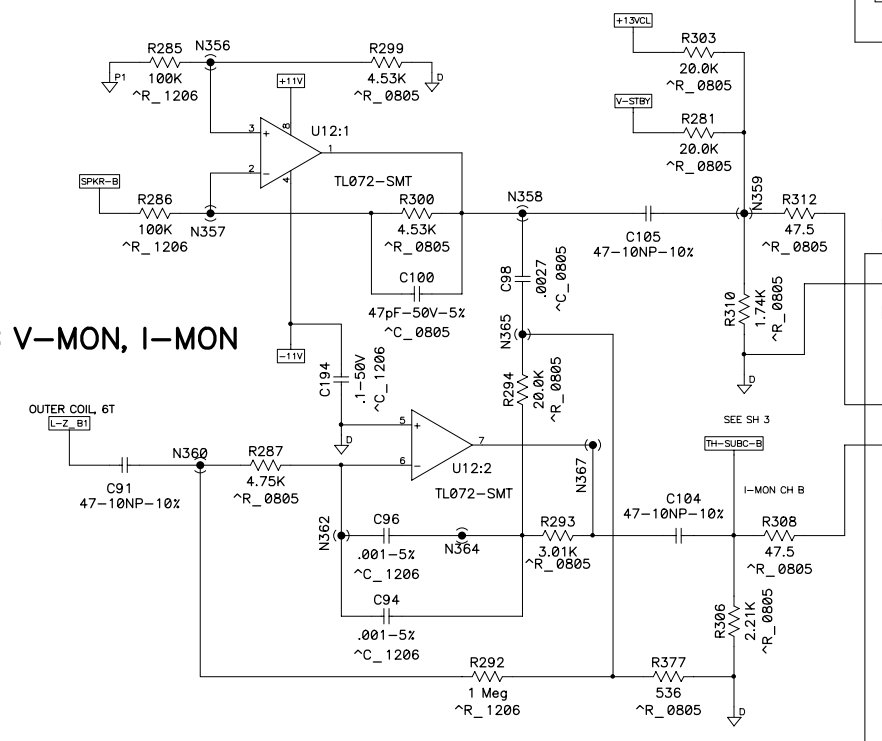 +13VCL
R303
20.0K
^R_0805
R285
N356
100K
^R_1206
P1
R299
4.53K
^R_0805
D
+11V
V-STBY
R281
20.0K
^R_0805
3
+
8
U12:1
1
2
-
4
TL072-SMT
SPKR-B
R286
100K
^R_1206
N357
R300
4.53K
^R_0805
N358
N359
R312
47.5
^R_0805
C105
47-10NP-10%
C100
47pF-50V-5%
^C_0805
C98
.0027
^C_0805
R310
1.74K
^R_0805
D
V-MON, I-MON
-11V
N365
C194
.1-50V
^C_1206
D
R294
20.0K
^R_0805
SEE SH 3
TH-SUBC-B
OUTER COIL, 6T
L-Z_B1
5
+
7
6
-
U12:2
TL072-SMT
N360
R287
4.75K
^R_0805
C91
47-10NP-10%
N367
C104
47-10NP-10%
I-MON CH B
N362
C96
.001-5%
^C_1206
N364
R293
3.01K
^R_0805
R308
47.5
^R_0805
C94
.001-5%
^C_1206
R306
2.21K
^R_0805
R292
1 Meg
^R_1206
R377
536
^R_0805
D